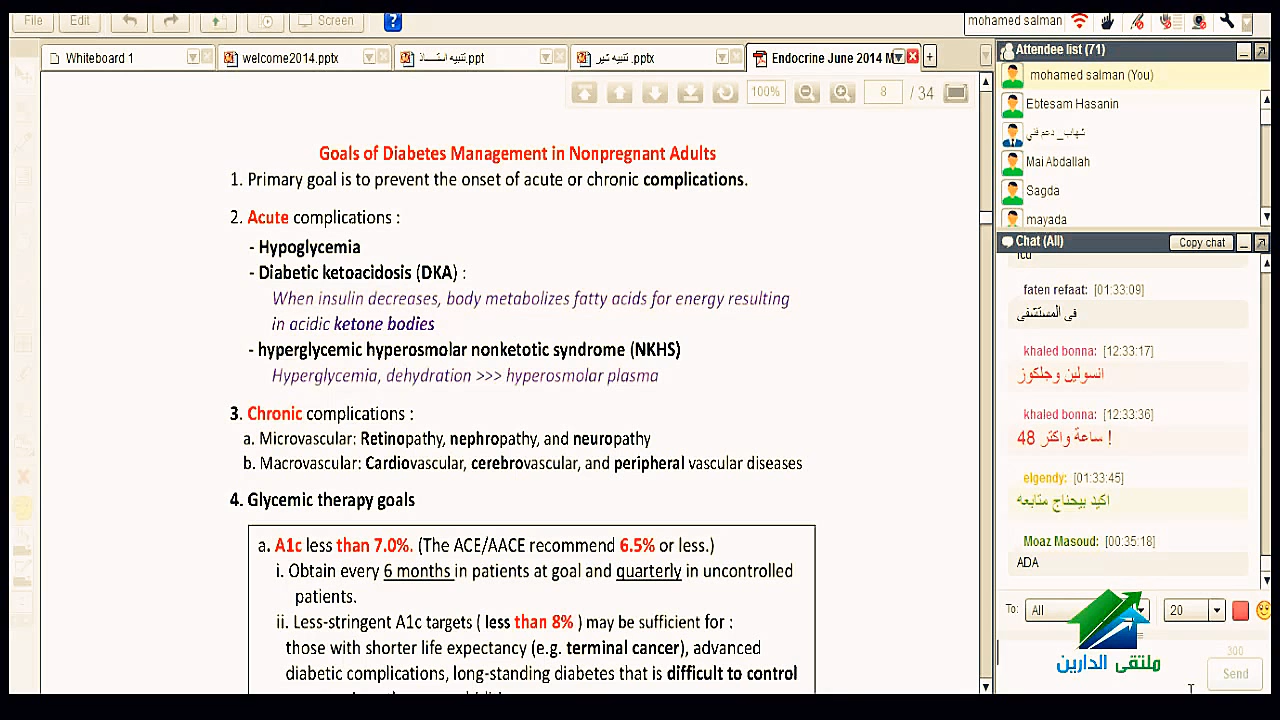 File Edit Screen ? mohamed salman
Whiteboard 1 welcome2014.pptx تنبيه استـــاذ.ppt تنبيه تير.pptx Endocrine June 2014 M
100% 8 / 34
Goals of Diabetes Management in Nonpregnant Adults
1. Primary goal is to prevent the onset of acute or chronic complications.
2. Acute complications :
- Hypoglycemia
- Diabetic ketoacidosis (DKA) :
When insulin decreases, body metabolizes fatty acids for energy resulting
in acidic ketone bodies
- hyperglycemic hyperosmolar nonketotic syndrome (NKHS)
Hyperglycemia, dehydration >>> hyperosmolar plasma
3. Chronic complications :
a. Microvascular: Retinopathy, nephropathy, and neuropathy
b. Macrovascular: Cardiovascular, cerebrovascular, and peripheral vascular diseases
4. Glycemic therapy goals
a. A1c less than 7.0%. (The ACE/AACE recommend 6.5% or less.)
i. Obtain every 6 months in patients at goal and quarterly in uncontrolled
patients.
ii. Less-stringent A1c targets ( less than 8% ) may be sufficient for :
those with shorter life expectancy (e.g. terminal cancer), advanced
diabetic complications, long-standing diabetes that is difficult to control
Attendee list (71)
mohamed salman (You)
Ebtesam Hasanin
شهاب_ دعم فني
Mai Abdallah
Sagda
mayada
Chat (All) Copy chat
faten refaat: [01:33:09]
فى المستشفى
khaled bonna: [12:33:17]
انسولين وجلكوز
khaled bonna: [12:33:36]
48 ساعة واكتر !
elgendy: [01:33:45]
اكيد بيحتاج متابعه
Moaz Masoud: [00:35:18]
ADA
To: All 20
300
Send
ملتقى الدارين